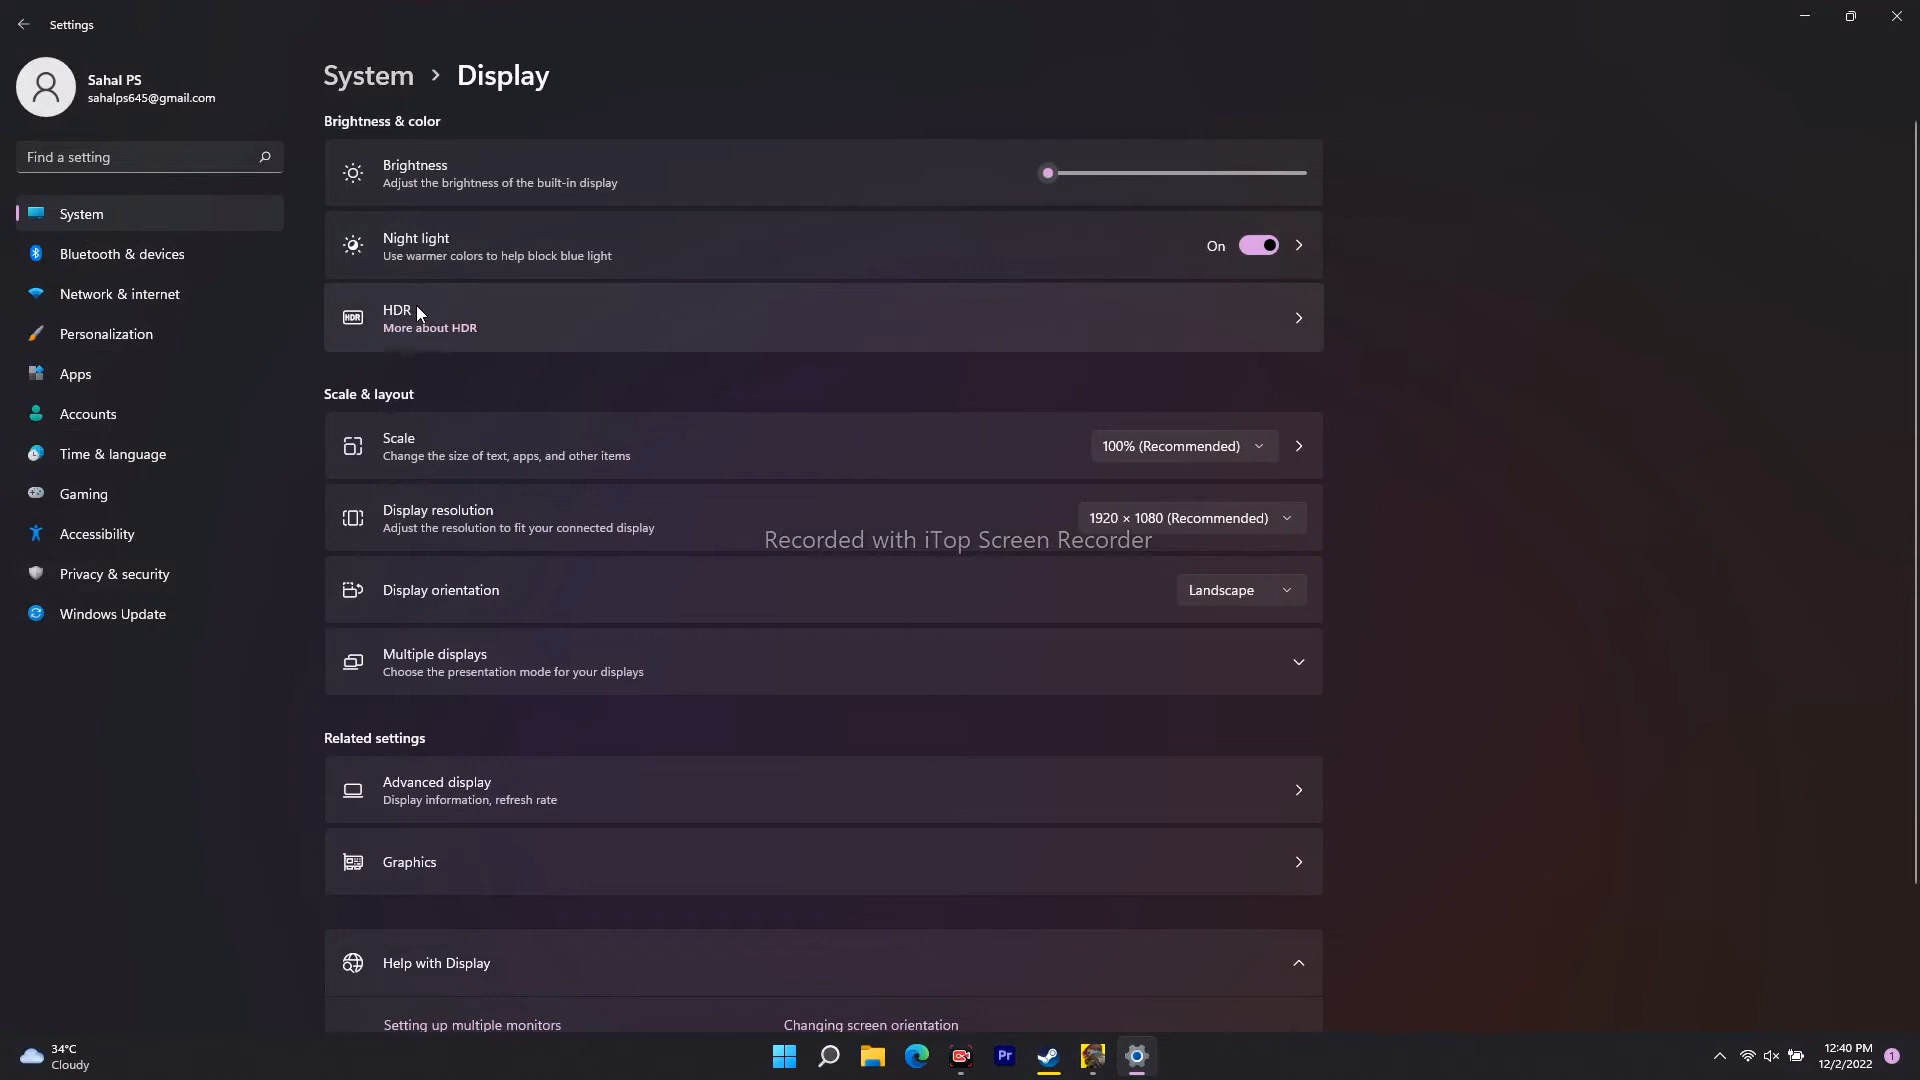 Settings
Sahal PS
sahalps645@gmail.com
Find a setting
System
Bluetooth & devices
Network & internet
Personalization
Apps
Accounts
Time & language
Gaming
Accessibility
Privacy & security
Windows Update
System > Display
Brightness & color
Brightness
Adjust the brightness of the built-in display
Night light
Use warmer colors to help block blue light
On
HDR
HDR
More about HDR
Scale & layout
Scale
Change the size of text, apps, and other items
100% (Recommended)
Display resolution
Adjust the resolution to fit your connected display
1920 × 1080 (Recommended)
Recorded with iTop Screen Recorder
Display orientation
Landscape
Multiple displays
Choose the presentation mode for your displays
Related settings
Advanced display
Display information, refresh rate
Graphics
Help with Display
Setting up multiple monitors
Changing screen orientation
34°C
Cloudy
Pr
12:40 PM
12/2/2022
1